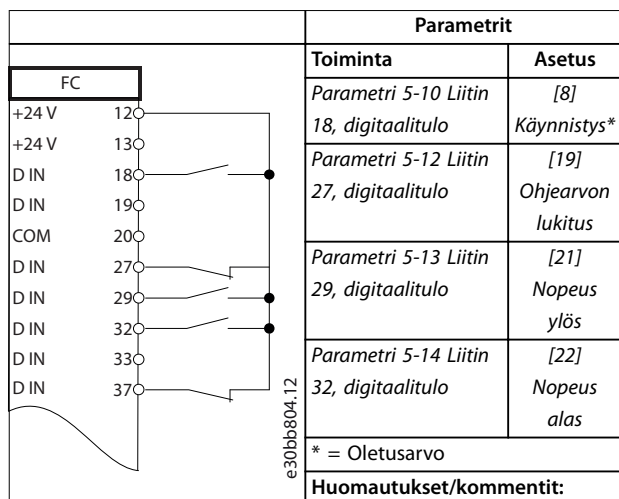 FC
+24 V 12
+24 V 13
D IN 18
D IN 19
COM 20
D IN 27
D IN 29
D IN 32
D IN 33
D IN 37
e30bb804.12
Parametrit
Toiminta Asetus
Parametri 5-10 Liitin [8]
18, digitaalitulo Käynnistys*
Parametri 5-12 Liitin [19]
27, digitaalitulo Ohjearvon
lukitus
Parametri 5-13 Liitin [21]
29, digitaalitulo Nopeus
ylös
Parametri 5-14 Liitin [22]
32, digitaalitulo Nopeus
alas
* = Oletusarvo
Huomautukset/kommentit: